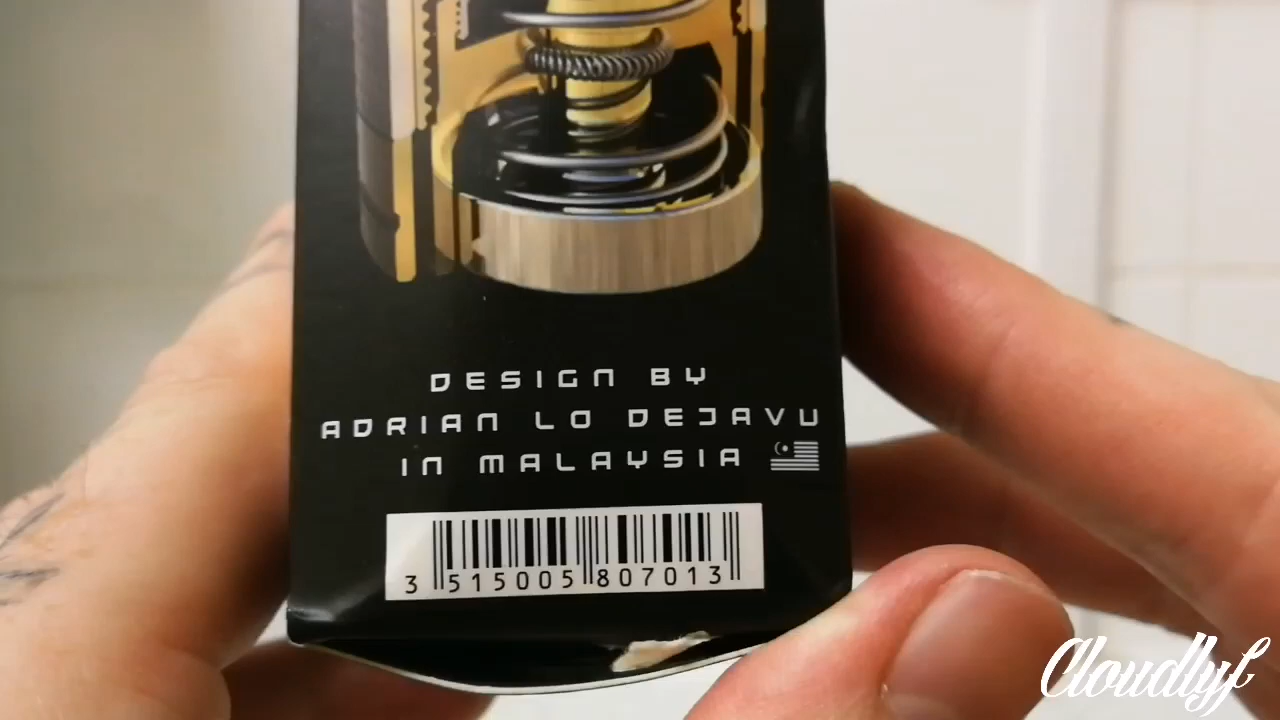 DESIGN BY
ADRIAN LO DEJAVU
IN MALAYSIA
3 515005 807013
Cloudlyf